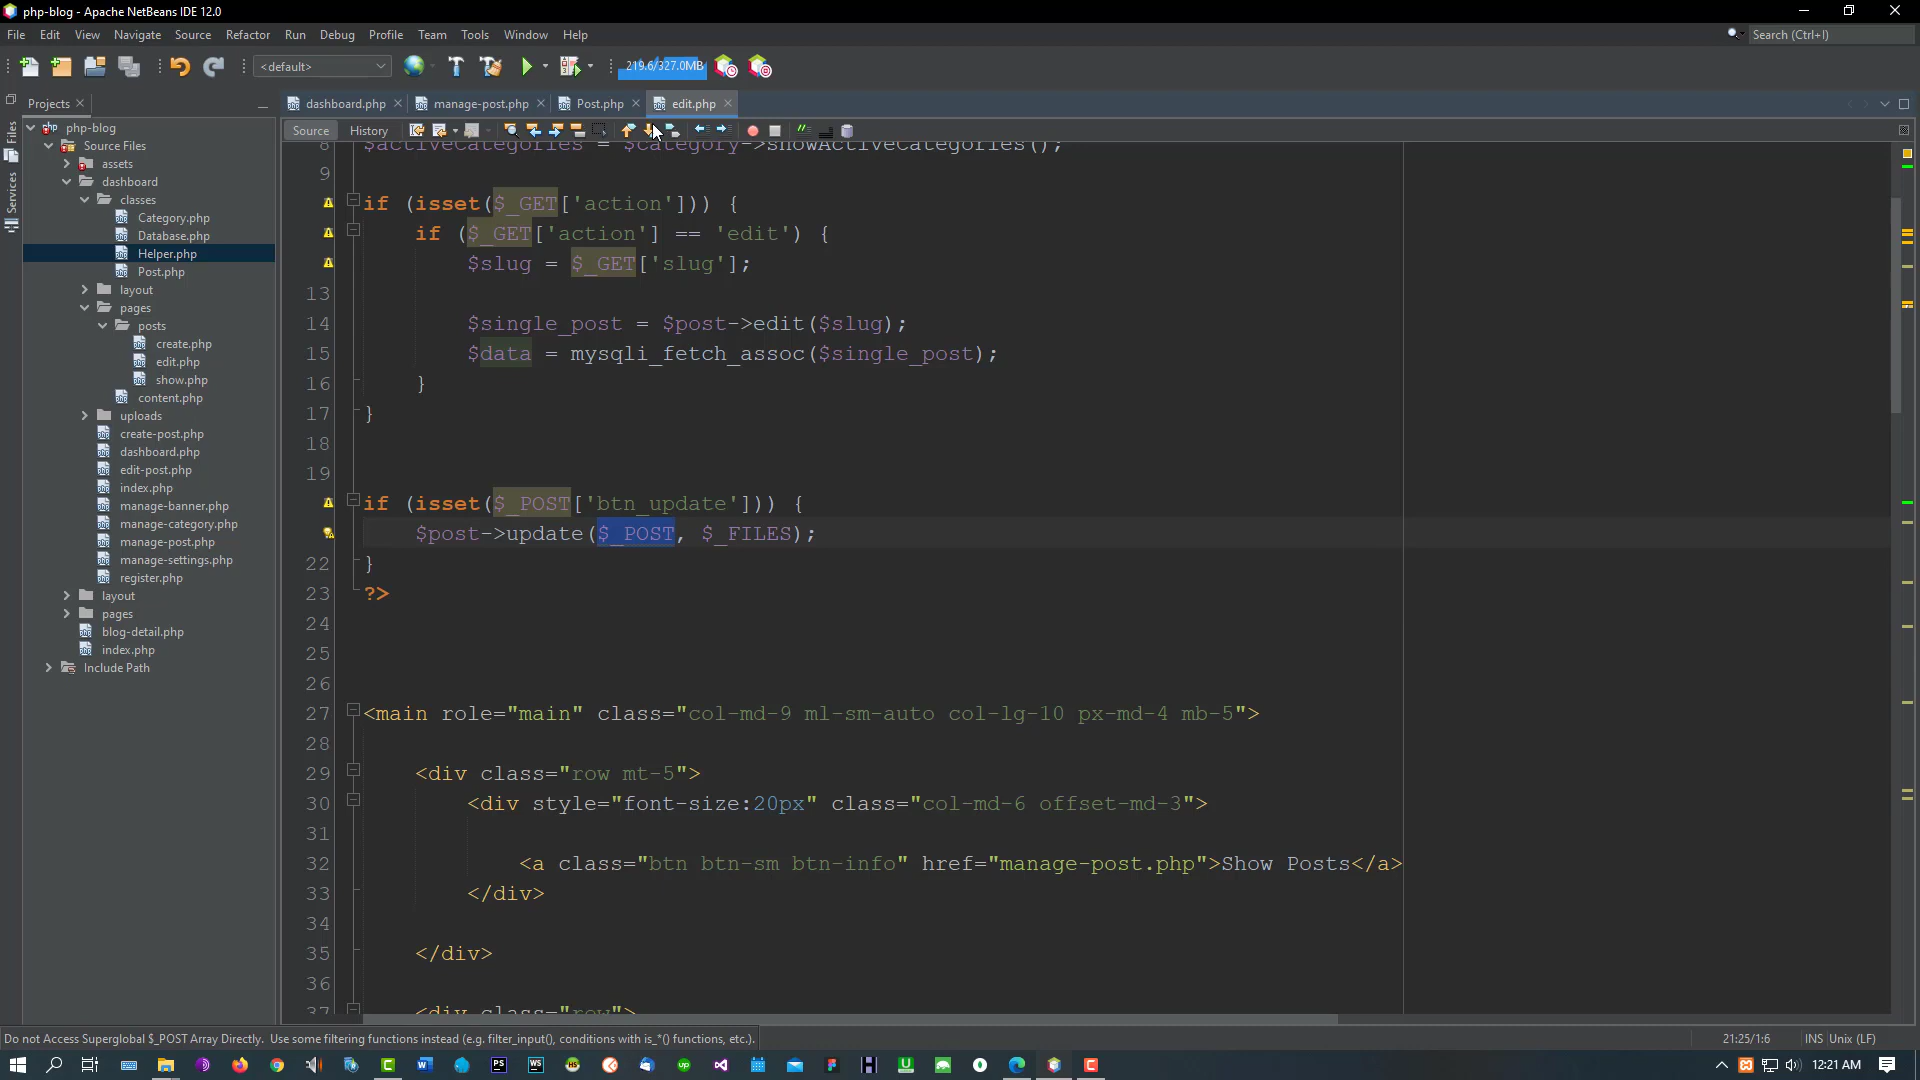 php-blog - Apache NetBeans IDE 12.0
File Edit View Navigate Source Refactor Run Debug Profile Team Tools Window Help
Search (Ctrl+I)
<default>
219.6/327.0MB
Projects
dashboard.php manage-post.php Post.php edit.php
Source History
Files
Services
php-blog
Source Files
assets
dashboard
classes
Category.php
Database.php
Helper.php
Post.php
layout
pages
posts
create.php
edit.php
show.php
content.php
uploads
create-post.php
dashboard.php
edit-post.php
index.php
manage-banner.php
manage-category.php
manage-post.php
manage-settings.php
register.php
layout
pages
blog-detail.php
index.php
Include Path
8 $activeCategories = $category->showActiveCategories();
9
if (isset($_GET['action'])) {
if ($_GET['action'] == 'edit') {
$slug = $_GET['slug'];
13
14 $single_post = $post->edit($slug);
15 $data = mysqli_fetch_assoc($single_post);
16 }
17 }
18
19
if (isset($_POST['btn_update'])) {
$post->update($_POST, $_FILES);
22 }
23 ?>
24
25
26
27 <main role="main" class="col-md-9 ml-sm-auto col-lg-10 px-md-4 mb-5">
28
29 <div class="row mt-5">
30 <div style="font-size:20px" class="col-md-6 offset-md-3">
31
32 <a class="btn btn-sm btn-info" href="manage-post.php">Show Posts</a>
33 </div>
34
35 </div>
36
37 <div class="row">
Do not Access Superglobal $_POST Array Directly. Use some filtering functions instead (e.g. filter_input(), conditions with is_*() functions, etc.).
21:25/1:6
INS Unix (LF)
12:21 AM